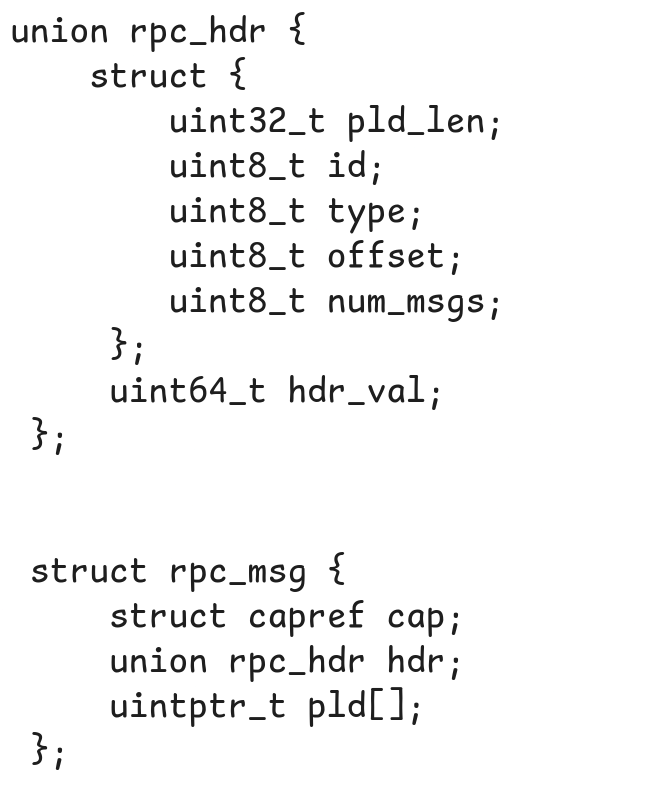 union rpc_hdr {
    struct {
        uint32_t pld_len;
        uint8_t id;
        uint8_t type;
        uint8_t offset;
        uint8_t num_msgs;
     };
     uint64_t hdr_val;
 };
 struct rpc_msg {
     struct capref cap;
     union rpc_hdr hdr;
     uintptr_t pld[];
 };